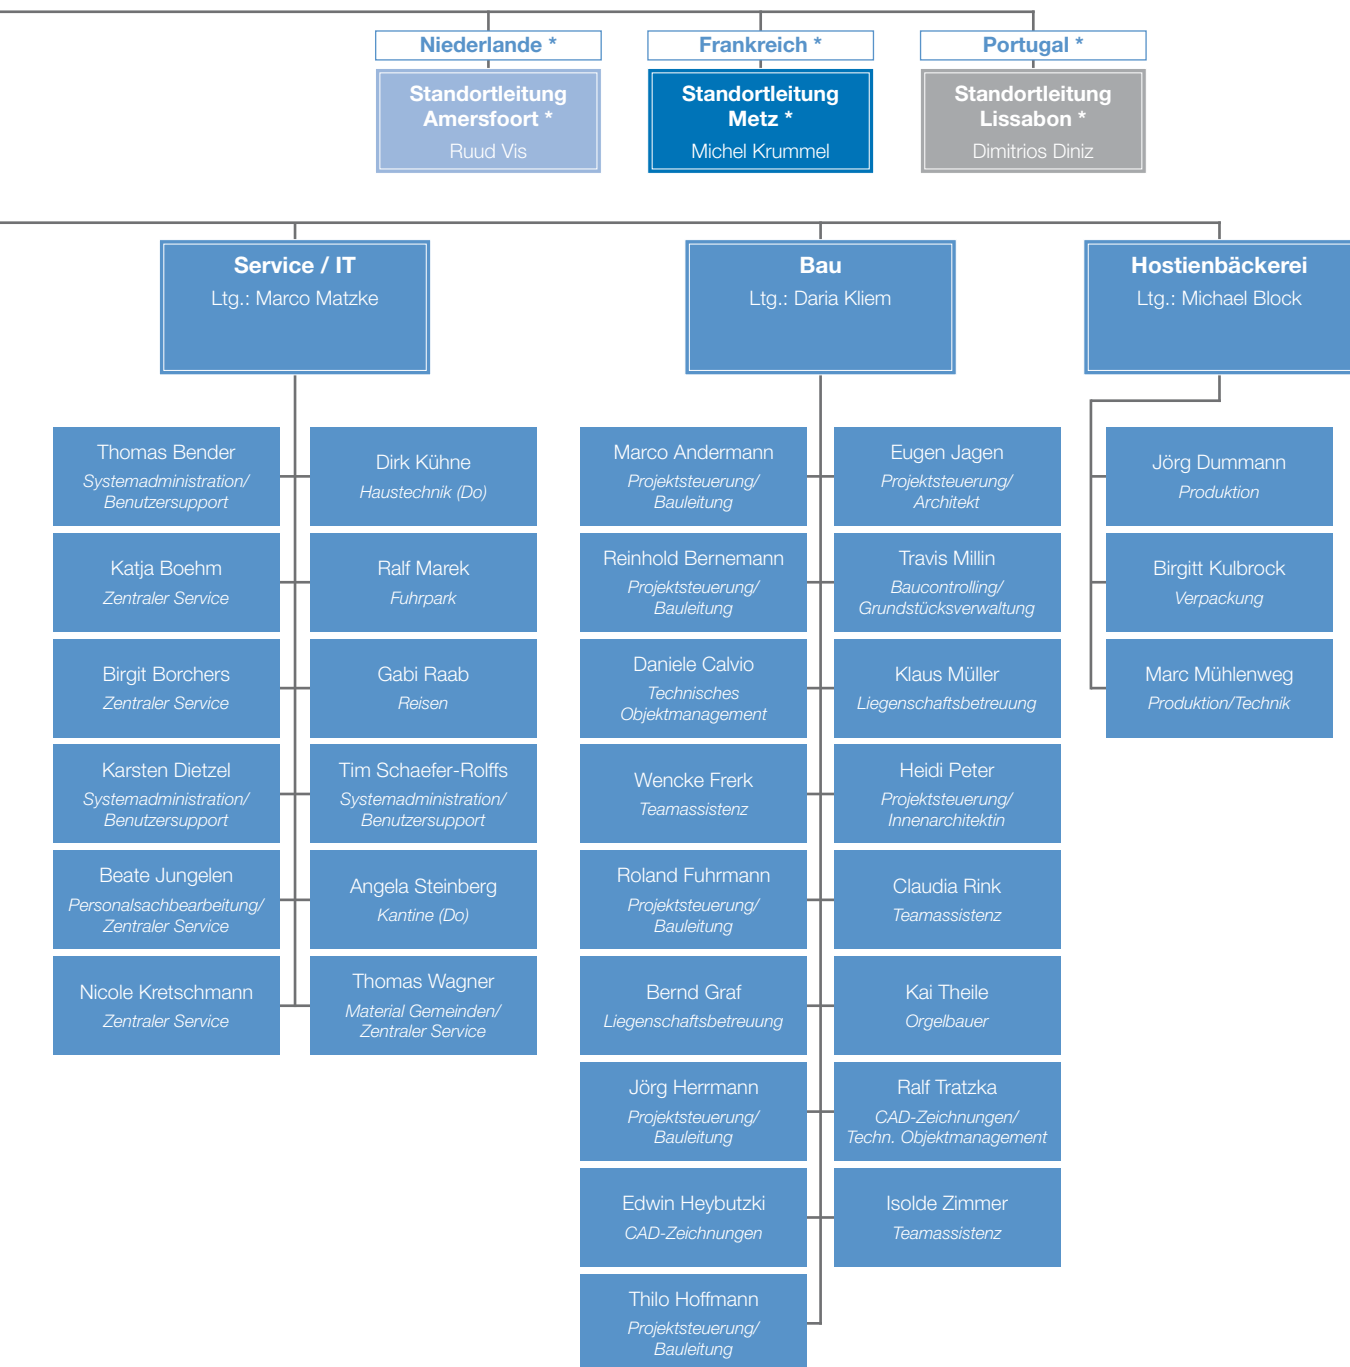 Niederlande *
Frankreich *
Portugal *
Standortleitung
Amersfoort *
Ruud Vis
Standortleitung
Metz *
Michel Krummel
Standortleitung
Lissabon *
Dimitrios Diniz
Service / IT
Ltg.: Marco Matzke
Bau
Ltg.: Daria Kliem
Hostienbäckerei
Ltg.: Michael Block
Thomas Bender
Systemadministration/
Benutzersupport
Dirk Kühne
Haustechnik (Do)
Katja Boehm
Zentraler Service
Ralf Marek
Fuhrpark
Birgit Borchers
Zentraler Service
Gabi Raab
Reisen
Karsten Dietzel
Systemadministration/
Benutzersupport
Tim Schaefer-Rolffs
Systemadministration/
Benutzersupport
Beate Jungelen
Personalsachbearbeitung/
Zentraler Service
Angela Steinberg
Kantine (Do)
Nicole Kretschmann
Zentraler Service
Thomas Wagner
Material Gemeinden/
Zentraler Service
Marco Andermann
Projektsteuerung/
Bauleitung
Eugen Jagen
Projektsteuerung/
Architekt
Reinhold Bernemann
Projektsteuerung/
Bauleitung
Travis Millin
Baucontrolling/
Grundstücksverwaltung
Daniele Calvio
Technisches
Objektmanagement
Klaus Müller
Liegenschaftsbetreuung
Wencke Frerk
Teamassistenz
Heidi Peter
Projektsteuerung/
Innenarchitektin
Roland Fuhrmann
Projektsteuerung/
Bauleitung
Claudia Rink
Teamassistenz
Bernd Graf
Liegenschaftsbetreuung
Kai Theile
Orgelbauer
Jörg Herrmann
Projektsteuerung/
Bauleitung
Ralf Tratzka
CAD-Zeichnungen/
Techn. Objektmanagement
Edwin Heybutzki
CAD-Zeichnungen
Isolde Zimmer
Teamassistenz
Thilo Hoffmann
Projektsteuerung/
Bauleitung
Jörg Dummann
Produktion
Birgitt Kulbrock
Verpackung
Marc Mühlenweg
Produktion/Technik